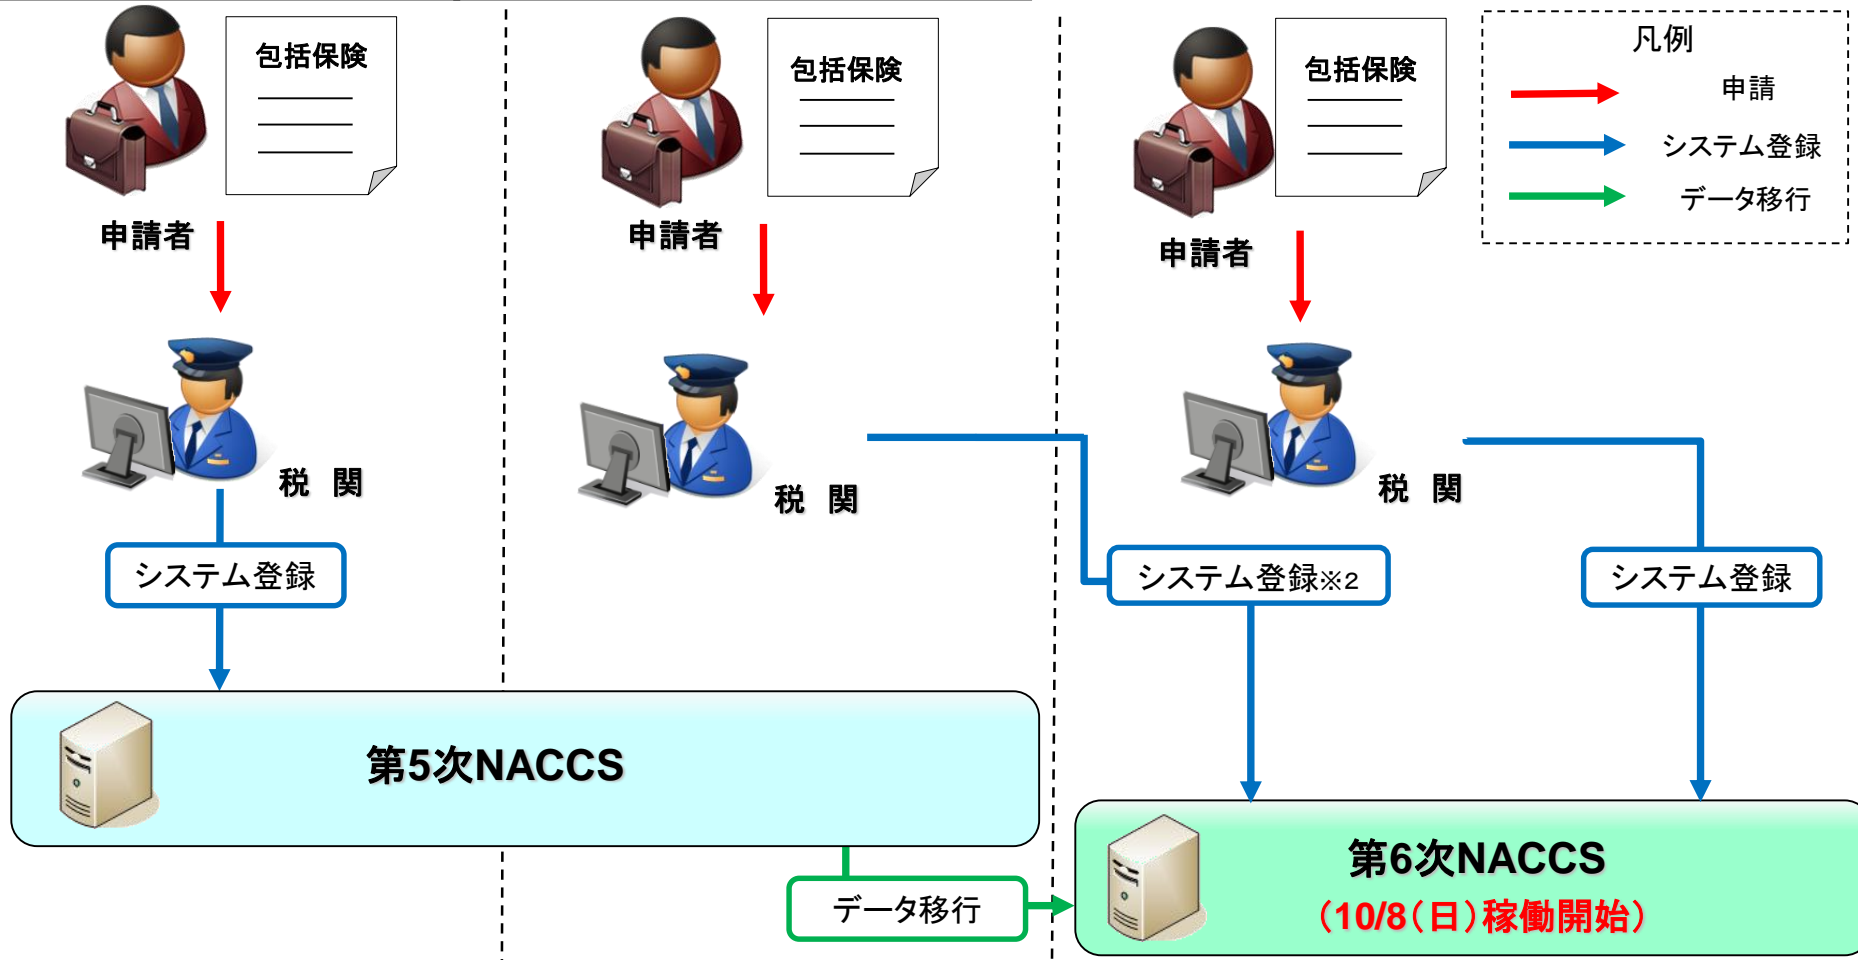 包括保険
包括保険
包括保険
凡例
申請
システム登録
データ移行
申請者
申請者
申請者
税　関
税　関
税　関
システム登録
システム登録※2
システム登録
第5次NACCS
第6次NACCS
（10/8（日）稼働開始）
データ移行